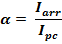 α = I_arr / I_pc